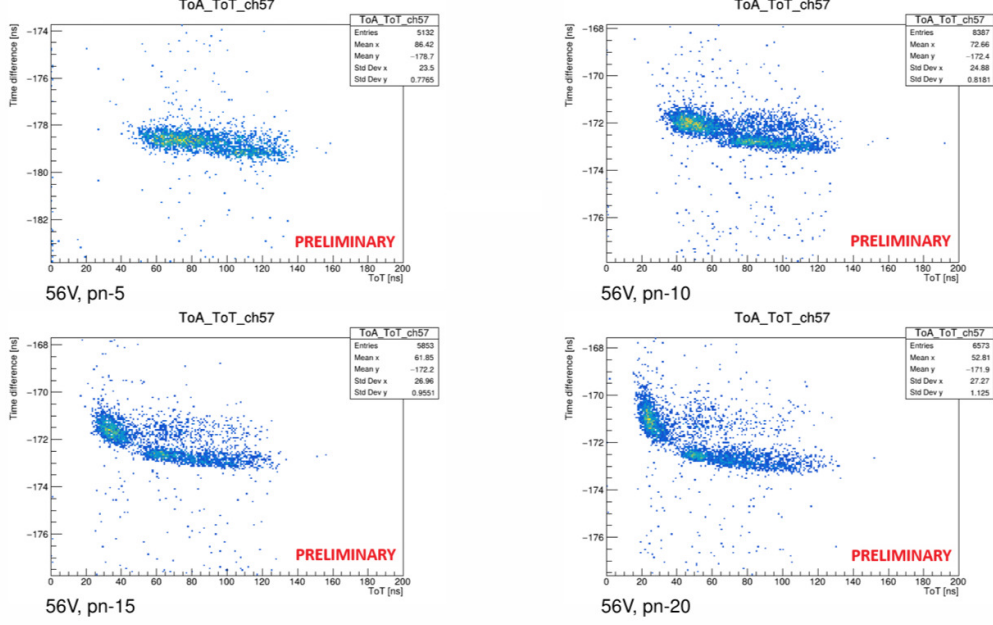 ToA_ToT_ch57
ToA_ToT_ch57
Entries 5132
Mean x 86.42
Mean y −178.7
Std Dev x 23.5
Std Dev y 0.7765
Time difference [ns]
−174
−176
−178
−180
−182
PRELIMINARY
0 20 40 60 80 100 120 140 160 180 200
ToT [ns]
56V, pn-5
ToA_ToT_ch57
ToA_ToT_ch57
Entries 8387
Mean x 72.66
Mean y −172.4
Std Dev x 24.88
Std Dev y 0.8181
Time difference [ns]
−168
−170
−172
−174
−176
PRELIMINARY
0 20 40 60 80 100 120 140 160 180 200
ToT [ns]
56V, pn-10
ToA_ToT_ch57
ToA_ToT_ch57
Entries 5853
Mean x 61.85
Mean y −172.2
Std Dev x 26.96
Std Dev y 0.9551
Time difference [ns]
−168
−170
−172
−174
−176
PRELIMINARY
0 20 40 60 80 100 120 140 160 180 200
ToT [ns]
56V, pn-15
ToA_ToT_ch57
ToA_ToT_ch57
Entries 6573
Mean x 52.81
Mean y −171.9
Std Dev x 27.27
Std Dev y 1.125
Time difference [ns]
−168
−170
−172
−174
−176
PRELIMINARY
0 20 40 60 80 100 120 140 160 180 200
ToT [ns]
56V, pn-20